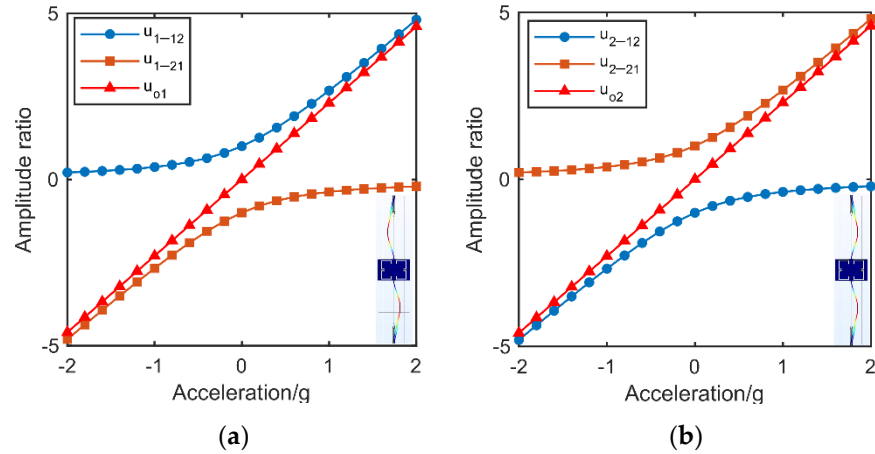 5
u1–12
u1–21
uo1
Amplitude ratio
0
-5
-2
-1
0
1
2
Acceleration/g
(a)
5
u2–12
u2–21
uo2
Amplitude ratio
0
-5
-2
-1
0
1
2
Acceleration/g
(b)